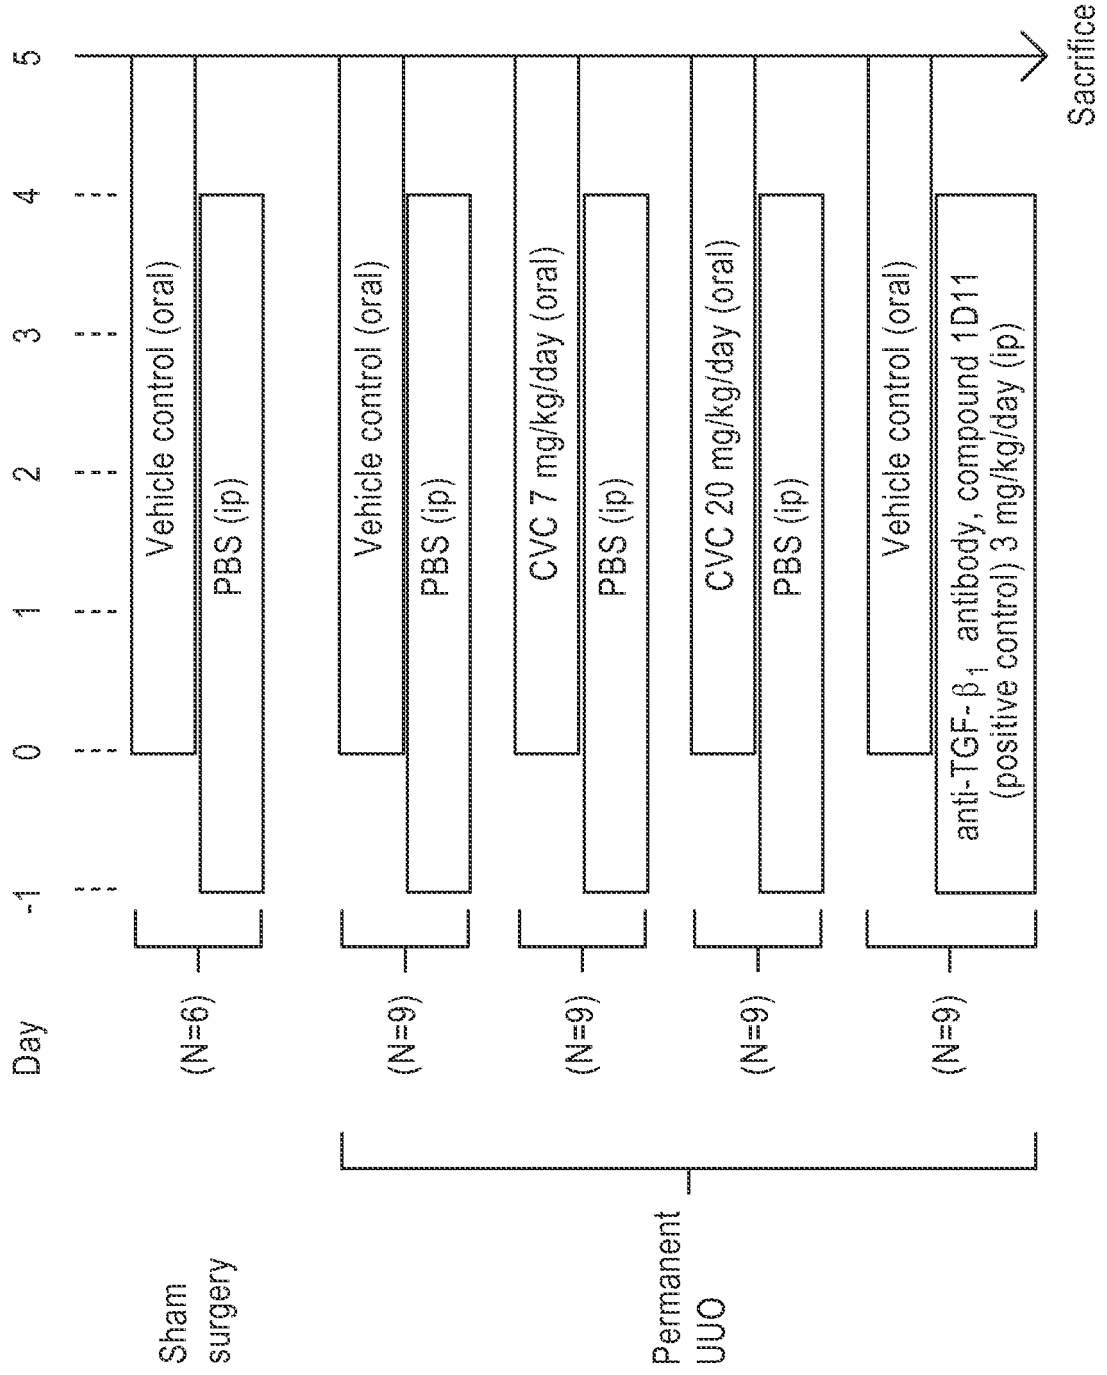 Day
-1
0
1
2
3
4
5
Sham
surgery
(N=6)
Vehicle control (oral)
PBS (ip)
Permanent
UUO
(N=9)
Vehicle control (oral)
PBS (ip)
(N=9)
CVC 7 mg/kg/day (oral)
PBS (ip)
(N=9)
CVC 20 mg/kg/day (oral)
PBS (ip)
(N=9)
Vehicle control (oral)
anti-TGF-β₁ antibody, compound 1D11
(positive control) 3 mg/kg/day (ip)
Sacrifice